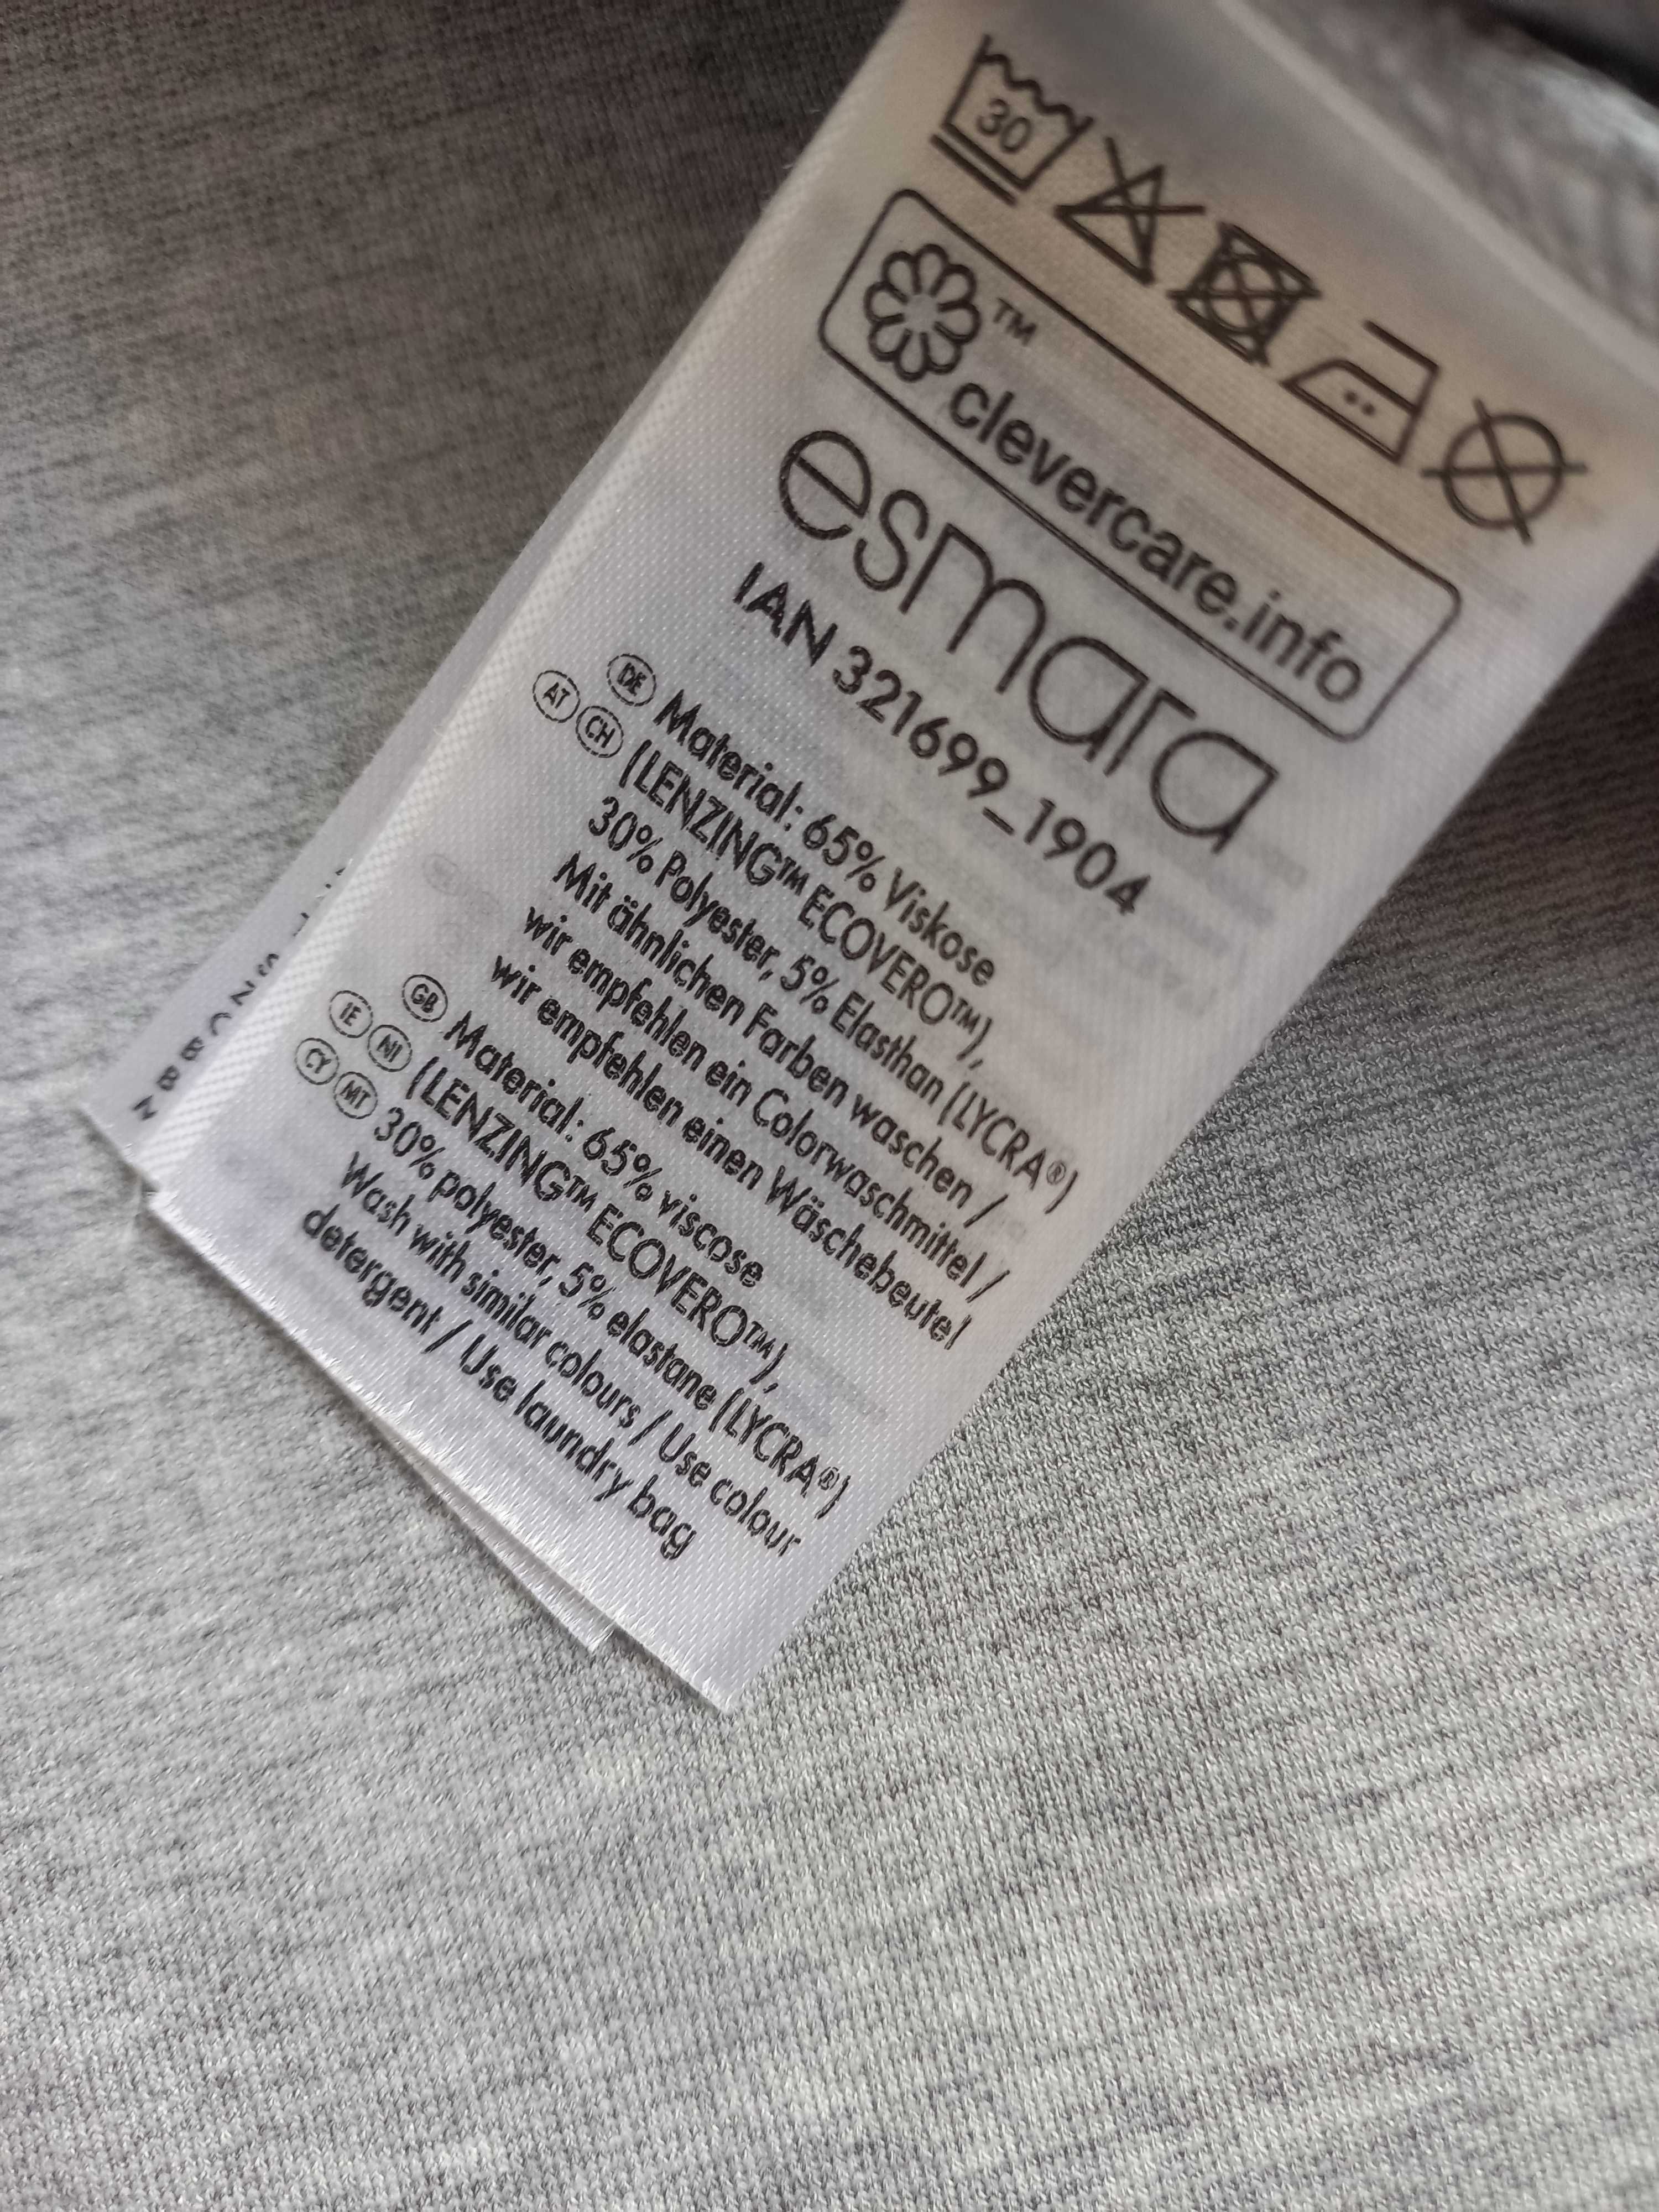 30
™
clevercare.info
esmara
IAN 321699_1904
DE Material: 65% Viskose
AT CH (LENZING™ ECOVERO™),
30% Polyester, 5% Elasthan (LYCRA®)
Mit ähnlichen Farben waschen /
wir empfehlen ein Colorwaschmittel /
wir empfehlen einen Wäschebeutel
GB Material: 65% viscose
IE NI (LENZING™ ECOVERO™),
CY MT 30% polyester, 5% elastane (LYCRA®)
Wash with similar colours / Use colour
detergent / Use laundry bag